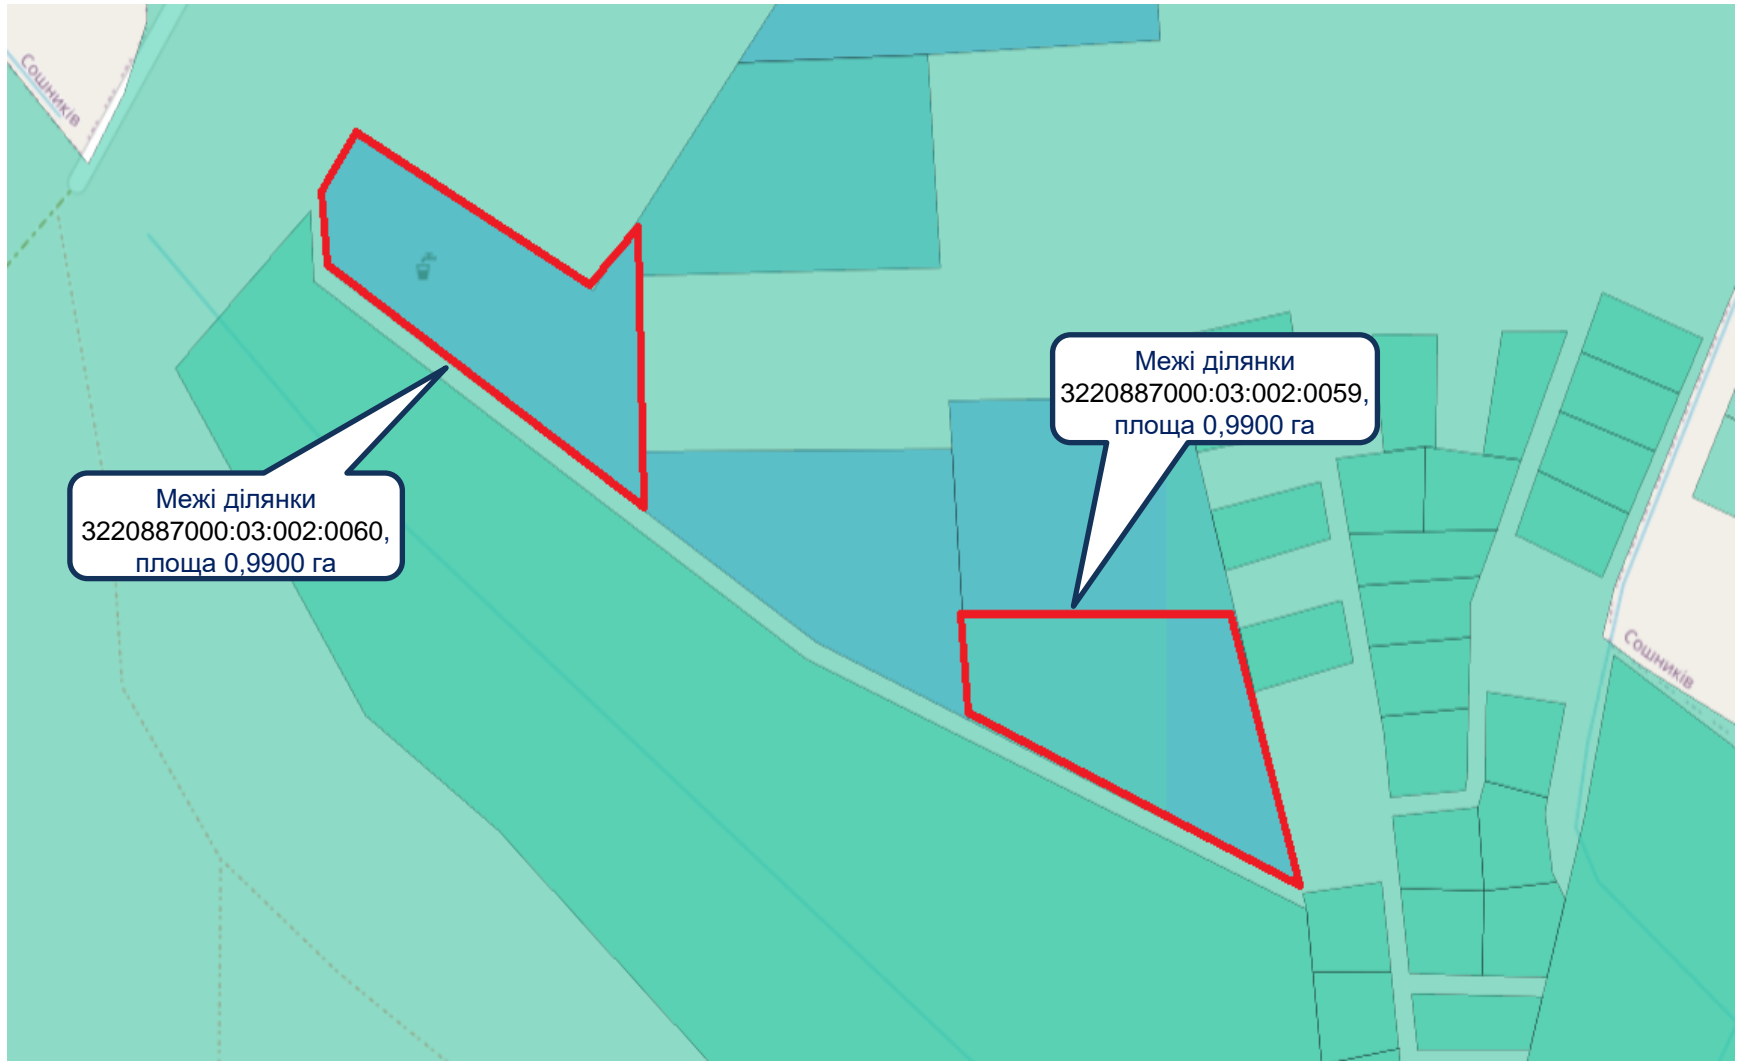 Сошників
Межі ділянки
3220887000:03:002:0059,
площа 0,9900 га
Межі ділянки
3220887000:03:002:0060,
площа 0,9900 га
Сошників